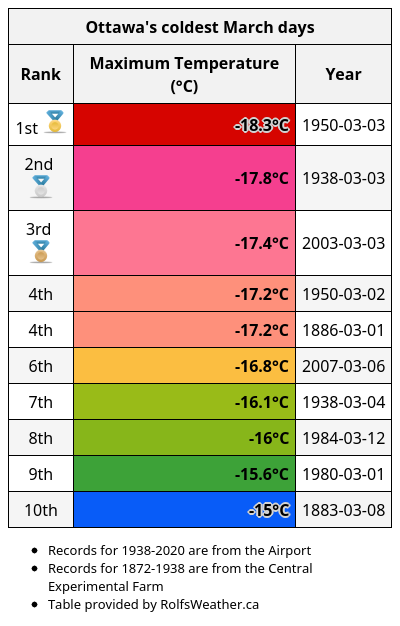 Ottawa's coldest March days
Rank
Maximum Temperature
(°C)
Year
1st
-18.3°C
1950-03-03
2nd
-17.8°C
1938-03-03
3rd
-17.4°C
2003-03-03
4th
-17.2°C
1950-03-02
4th
-17.2°C
1886-03-01
6th
-16.8°C
2007-03-06
7th
-16.1°C
1938-03-04
8th
-16°C
1984-03-12
9th
-15.6°C
1980-03-01
10th
-15°C
1883-03-08
• Records for 1938-2020 are from the Airport
• Records for 1872-1938 are from the Central
Experimental Farm
• Table provided by RolfsWeather.ca